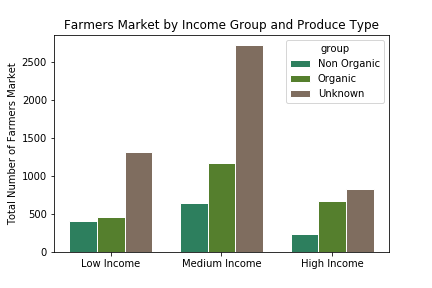 Farmers Market by Income Group and Produce Type
Total Number of Farmers Market
2500
2000
1500
1000
500
0
group
Non Organic
Organic
Unknown
Low Income
Medium Income
High Income